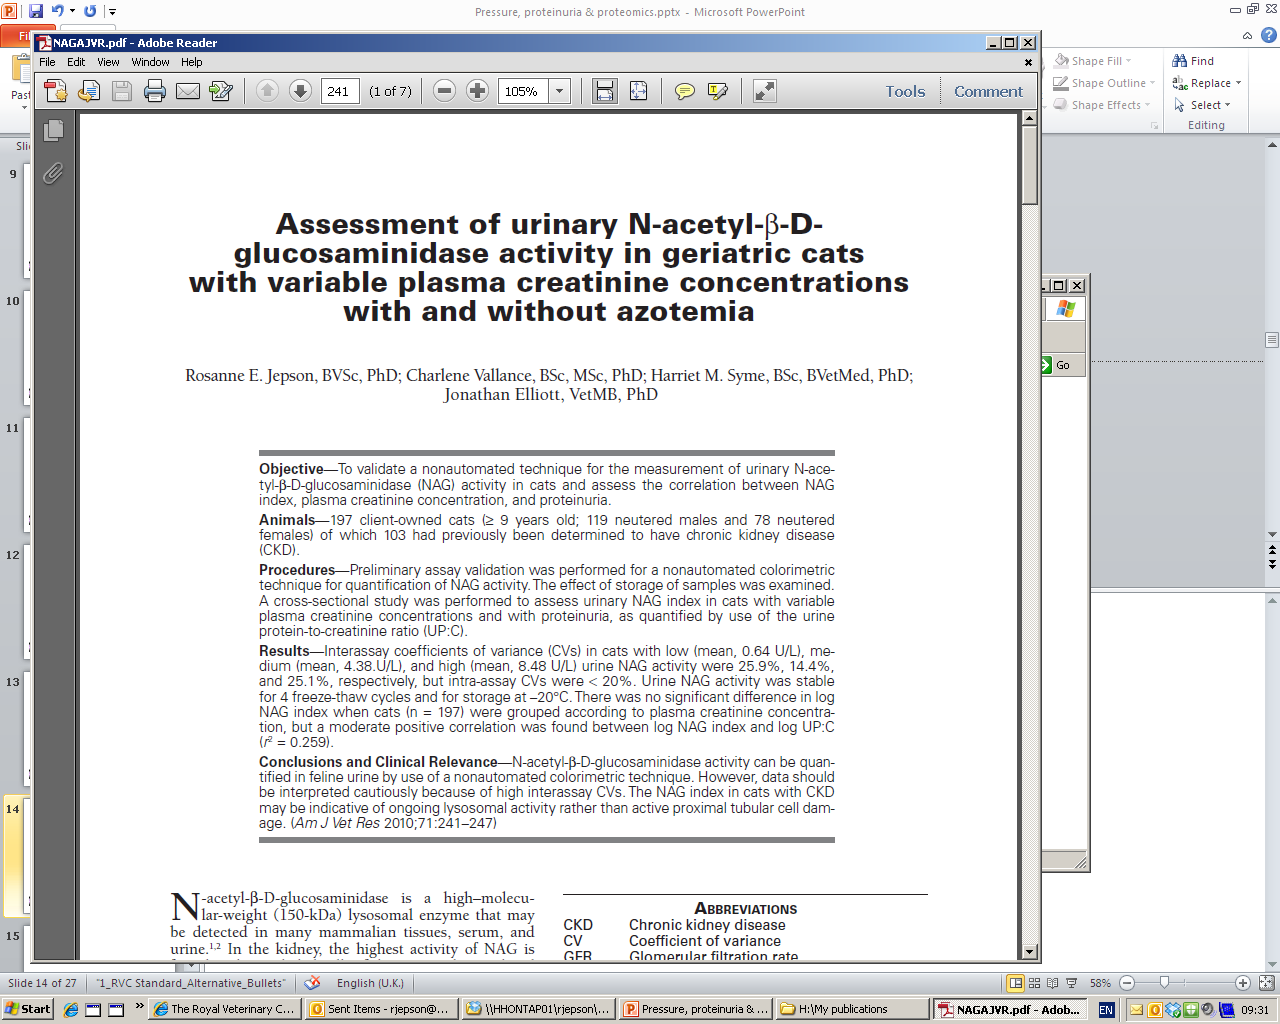 Pressure, proteinuria & proteomics.pptx - Microsoft PowerPoint
NAGAJVR.pdf - Adobe Reader
File Edit View Window Help
241 (1 of 7) 105% Tools Comment
Shape Fill
Shape Outline
Shape Effects
Find
Replace
Select
Editing
9
10
11
12
13
14
15
Assessment of urinary N-acetyl-β-D-
glucosaminidase activity in geriatric cats
with variable plasma creatinine concentrations
with and without azotemia
Rosanne E. Jepson, BVSc, PhD; Charlene Vallance, BSc, MSc, PhD; Harriet M. Syme, BSc, BVetMed, PhD;
Jonathan Elliott, VetMB, PhD
Objective—To validate a nonautomated technique for the measurement of urinary N-ace-
tyl-β-D-glucosaminidase (NAG) activity in cats and assess the correlation between NAG
index, plasma creatinine concentration, and proteinuria.
Animals—197 client-owned cats (≥ 9 years old; 119 neutered males and 78 neutered
females) of which 103 had previously been determined to have chronic kidney disease
(CKD).
Procedures—Preliminary assay validation was performed for a nonautomated colorimetric
technique for quantification of NAG activity. The effect of storage of samples was examined.
A cross-sectional study was performed to assess urinary NAG index in cats with variable
plasma creatinine concentrations and with proteinuria, as quantified by use of the urine
protein-to-creatinine ratio (UP:C).
Results—Interassay coefficients of variance (CVs) in cats with low (mean, 0.64 U/L), me-
dium (mean, 4.38.U/L), and high (mean, 8.48 U/L) urine NAG activity were 25.9%, 14.4%,
and 25.1%, respectively, but intra-assay CVs were < 20%. Urine NAG activity was stable
for 4 freeze-thaw cycles and for storage at –20°C. There was no significant difference in log
NAG index when cats (n = 197) were grouped according to plasma creatinine concentra-
tion, but a moderate positive correlation was found between log NAG index and log UP:C
(r² = 0.259).
Conclusions and Clinical Relevance—N-acetyl-β-D-glucosaminidase activity can be quan-
tified in feline urine by use of a nonautomated colorimetric technique. However, data should
be interpreted cautiously because of high interassay CVs. The NAG index in cats with CKD
may be indicative of ongoing lysosomal activity rather than active proximal tubular cell dam-
age. (Am J Vet Res 2010;71:241–247)
N-acetyl-β-D-glucosaminidase is a high–molecu-
lar-weight (150-kDa) lysosomal enzyme that may
be detected in many mammalian tissues, serum, and
urine.1,2 In the kidney, the highest activity of NAG is
ABBREVIATIONS
CKD Chronic kidney disease
CV Coefficient of variance
GFR Glomerular filtration rate
Go
Slide 14 of 27 "1_RVC Standard_Alternative_Bullets" English (U.K.) 58%
Start The Royal Veterinary C... Sent Items - rjepson@... \\HHONTAP01\rjepson\... Pressure, proteinuria & ... H:\My publications NAGAJVR.pdf - Adob... EN 09:31